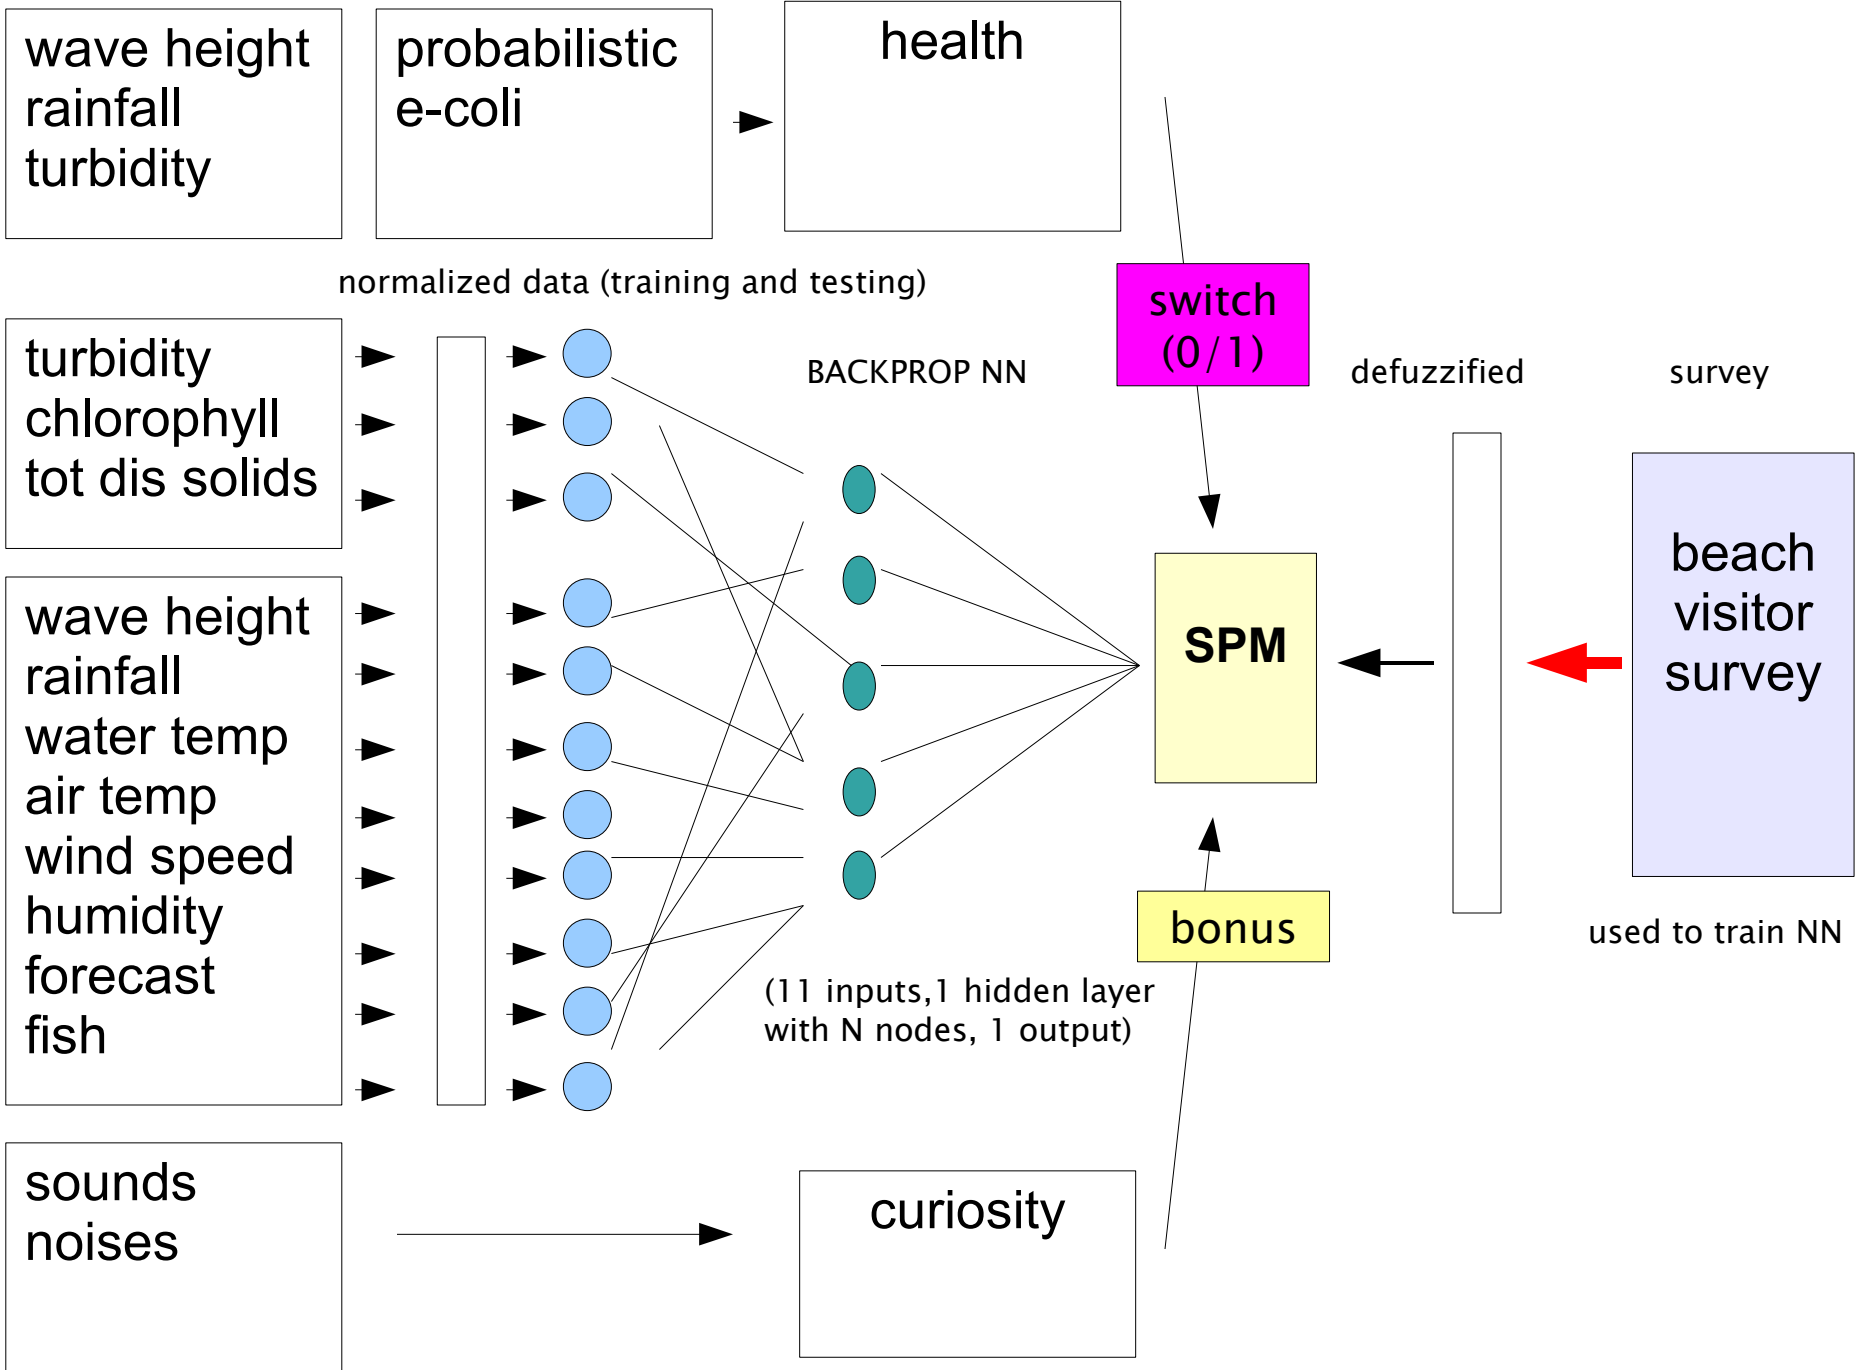 wave height
rainfall
turbidity
probabilistic
e-coli
health
normalized data (training and testing)
switch
(0/1)
turbidity
chlorophyll
tot dis solids
BACKPROP NN
defuzzified
survey
wave height
rainfall
water temp
air temp
wind speed
humidity
forecast
fish
SPM
beach
visitor
survey
bonus
used to train NN
(11 inputs,1 hidden layer
with N nodes, 1 output)
sounds
noises
curiosity